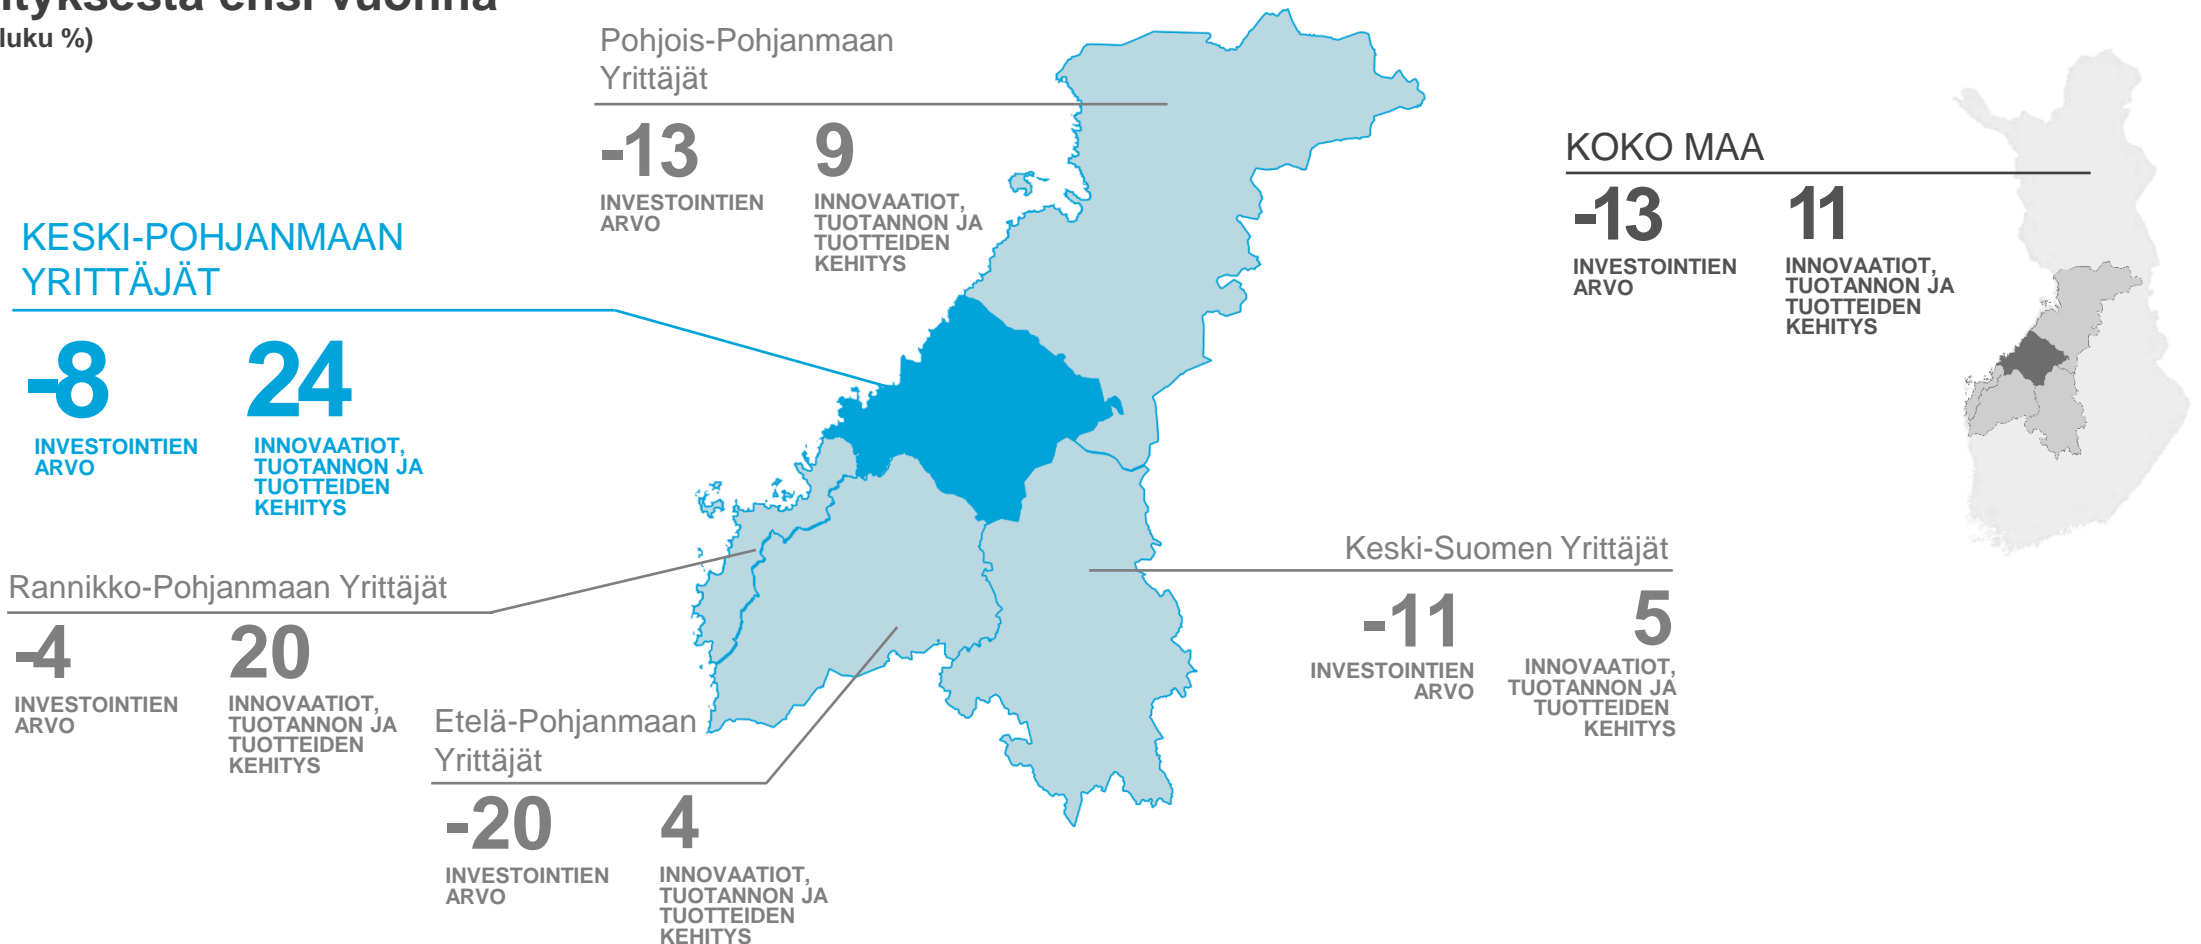 ensi vuonna
luku %)
Pohjois-Pohjanmaan
Yrittäjät
-13
INVESTOINTIEN
ARVO
9
INNOVAATIOT,
TUOTANNON JA
TUOTTEIDEN
KEHITYS
KOKO MAA
-13
INVESTOINTIEN
ARVO
11
INNOVAATIOT,
TUOTANNON JA
TUOTTEIDEN
KEHITYS
KESKI-POHJANMAAN
YRITTÄJÄT
-8
INVESTOINTIEN
ARVO
24
INNOVAATIOT,
TUOTANNON JA
TUOTTEIDEN
KEHITYS
Rannikko-Pohjanmaan Yrittäjät
-4
INVESTOINTIEN
ARVO
20
INNOVAATIOT,
TUOTANNON JA
TUOTTEIDEN
KEHITYS
Keski-Suomen Yrittäjät
-11
INVESTOINTIEN
ARVO
5
INNOVAATIOT,
TUOTANNON JA
TUOTTEIDEN
KEHITYS
Etelä-Pohjanmaan
Yrittäjät
-20
INVESTOINTIEN
ARVO
4
INNOVAATIOT,
TUOTANNON JA
TUOTTEIDEN
KEHITYS